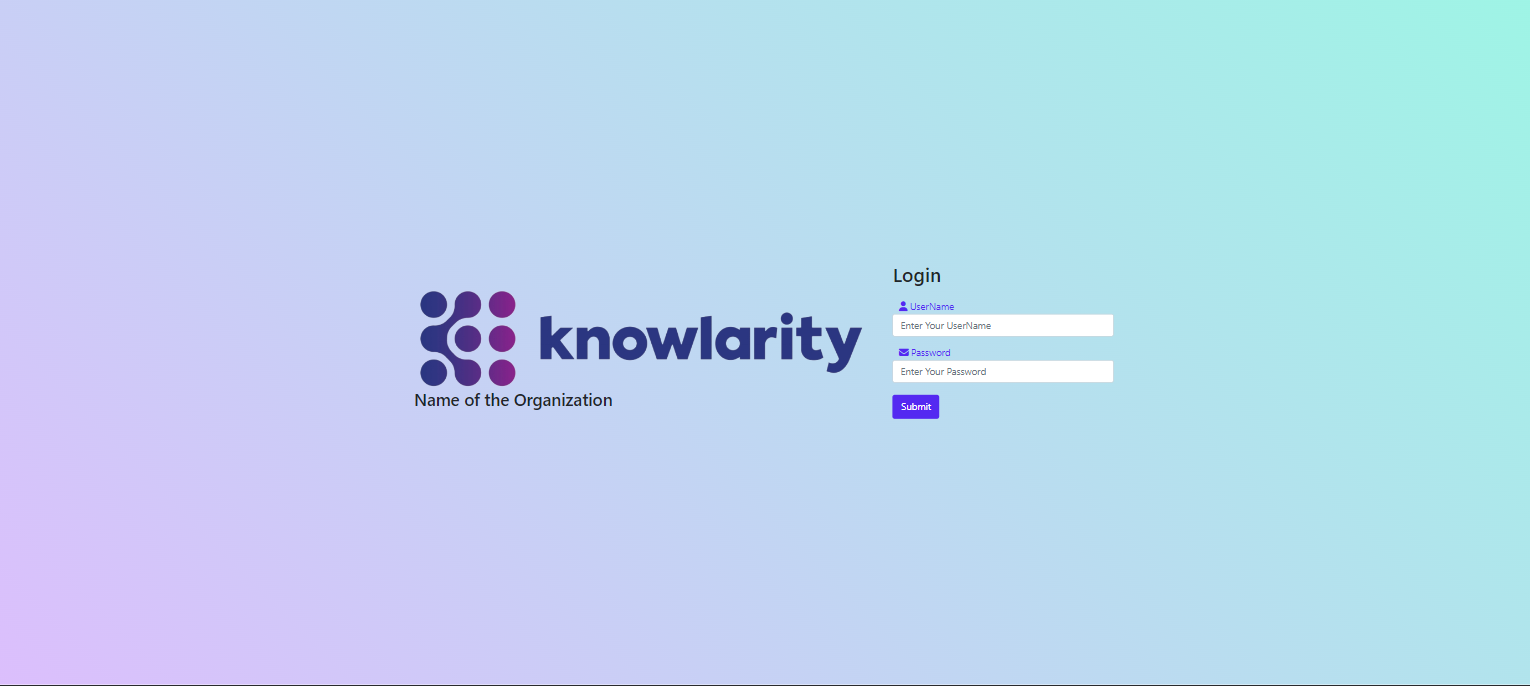 knowlarity
Name of the Organization
Login
UserName
Enter Your UserName
Password
Enter Your Password
Submit